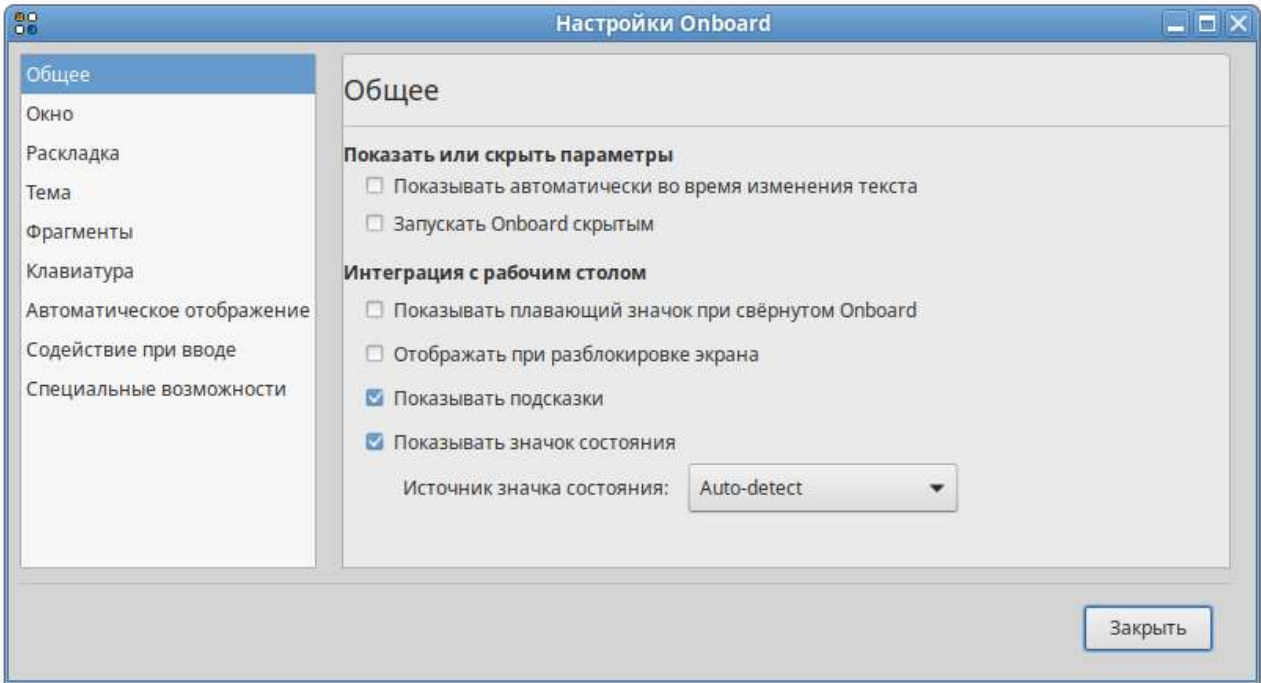 Настройки Onboard
Общее
Окно
Раскладка
Тема
Фрагменты
Клавиатура
Автоматическое отображение
Содействие при вводе
Специальные возможности
Общее
Показать или скрыть параметры
Показывать автоматически во время изменения текста
Запускать Onboard скрытым
Интеграция с рабочим столом
Показывать плавающий значок при свёрнутом Onboard
Отображать при разблокировке экрана
Показывать подсказки
Показывать значок состояния
Источник значка состояния: Auto-detect
Закрыть